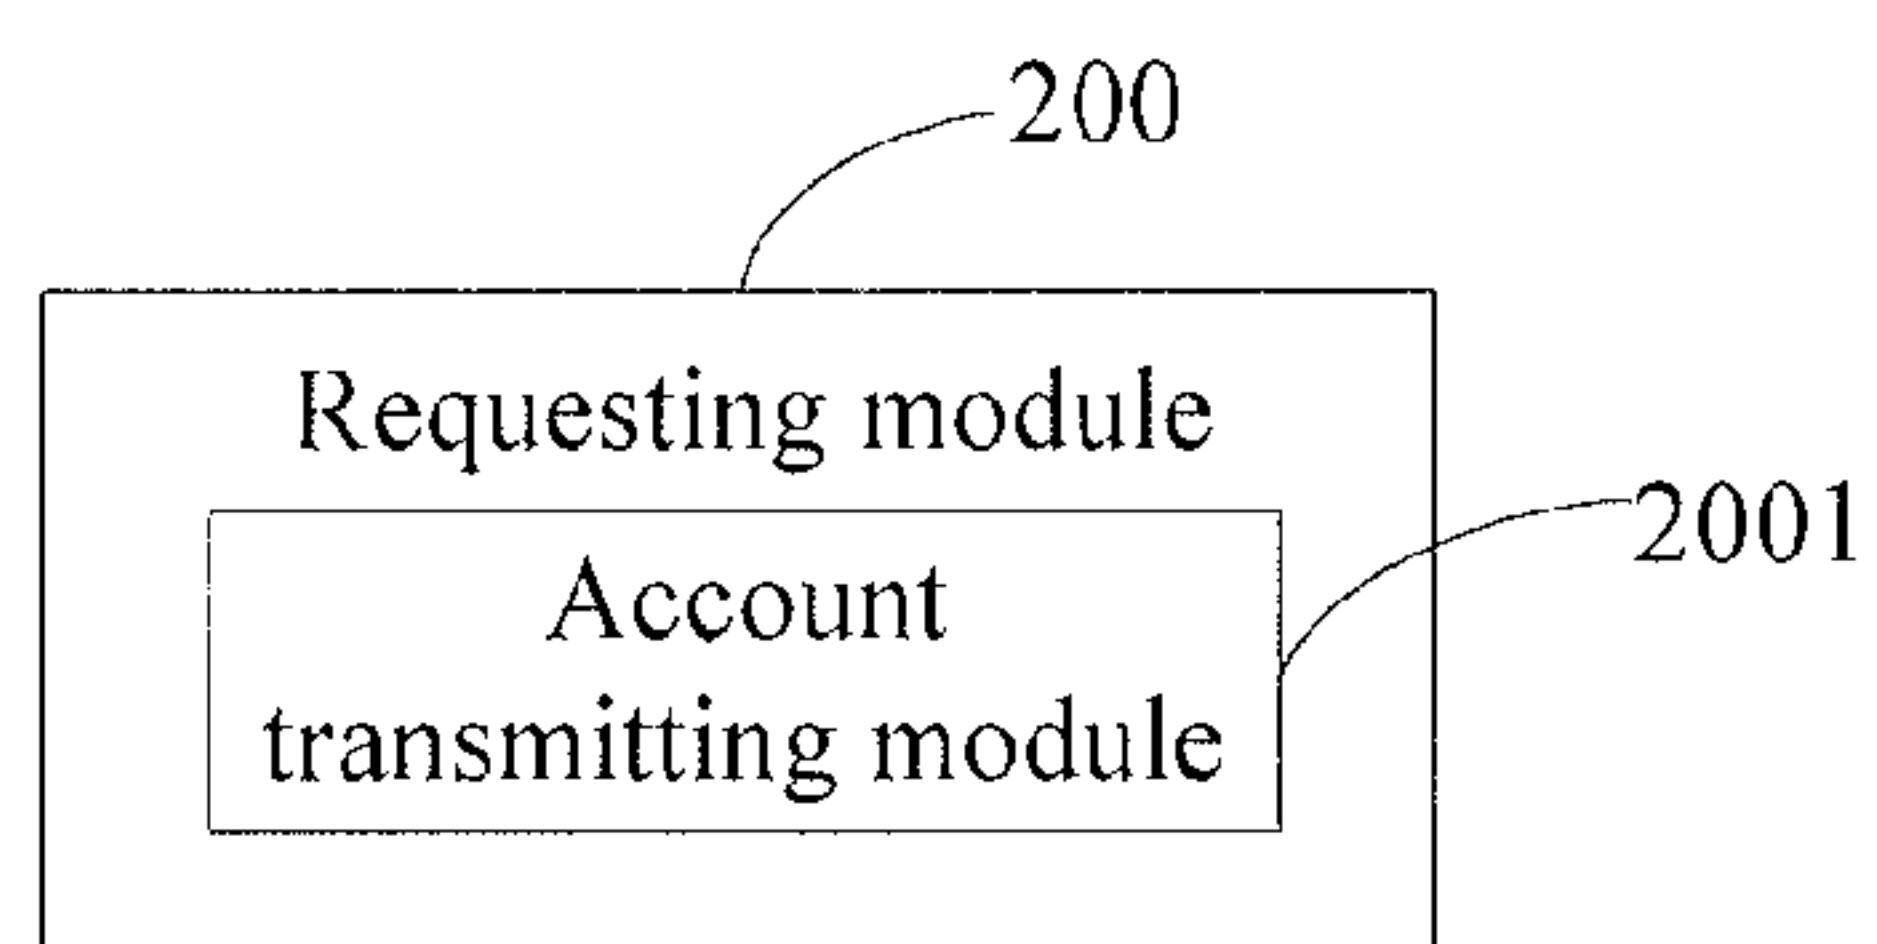 200
Requesting module
2001
Account
transmitting module